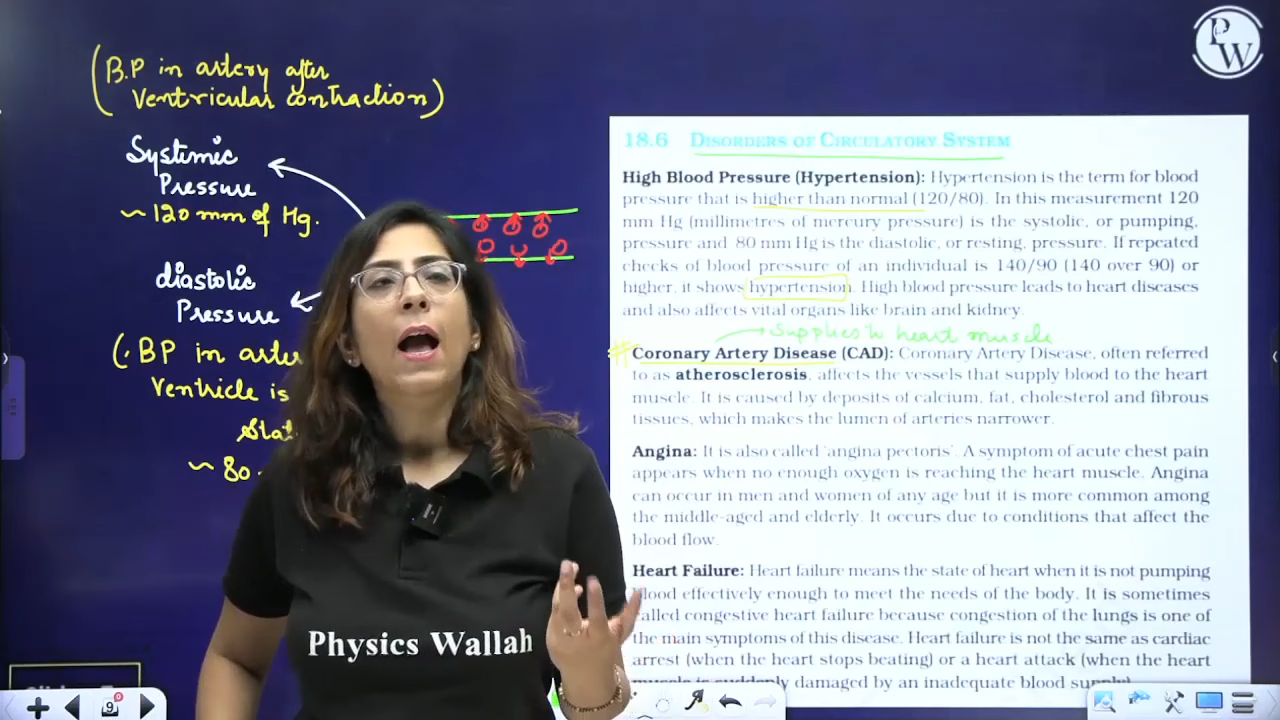 (B.P in artery after
Ventricular contraction)
Systimic
Pressure
~ 120 mm of Hg.
diastolic
Pressure
(. BP in
Ventricle is
~ 80
PW
18.6 DISORDERS OF CIRCULATORY SYSTEM
High Blood Pressure (Hypertension): Hypertension is the term for blood
pressure that is higher than normal (120/80). In this measurement 120
mm Hg (millimetres of mercury pressure) is the systolic, or pumping,
pressure and 80 mm Hg is the diastolic, or resting, pressure. If repeated
checks of blood pressure of an individual is 140/90 (140 over 90) or
higher, it shows hypertension. High blood pressure leads to heart diseases
and also affects vital organs like brain and kidney.
Supplies to heart muscle
# Coronary Artery Disease (CAD): Coronary Artery Disease, often referred
to as atherosclerosis, affects the vessels that supply blood to the heart
muscle. It is caused by deposits of calcium, fat, cholesterol and fibrous
tissues, which makes the lumen of arteries narrower.
Angina: It is also called 'angina pectoris'. A symptom of acute chest pain
appears when no enough oxygen is reaching the heart muscle. Angina
can occur in men and women of any age but it is more common among
the middle-aged and elderly. It occurs due to conditions that affect the
blood flow.
Heart Failure: Heart failure means the state of heart when it is not pumping
blood effectively enough to meet the needs of the body. It is sometimes
called congestive heart failure because congestion of the lungs is one of
the main symptoms of this disease. Heart failure is not the same as cardiac
arrest (when the heart stops beating) or a heart attack (when the heart
muscle is suddenly damaged by an inadequate blood supply).
Physics Wallah
9